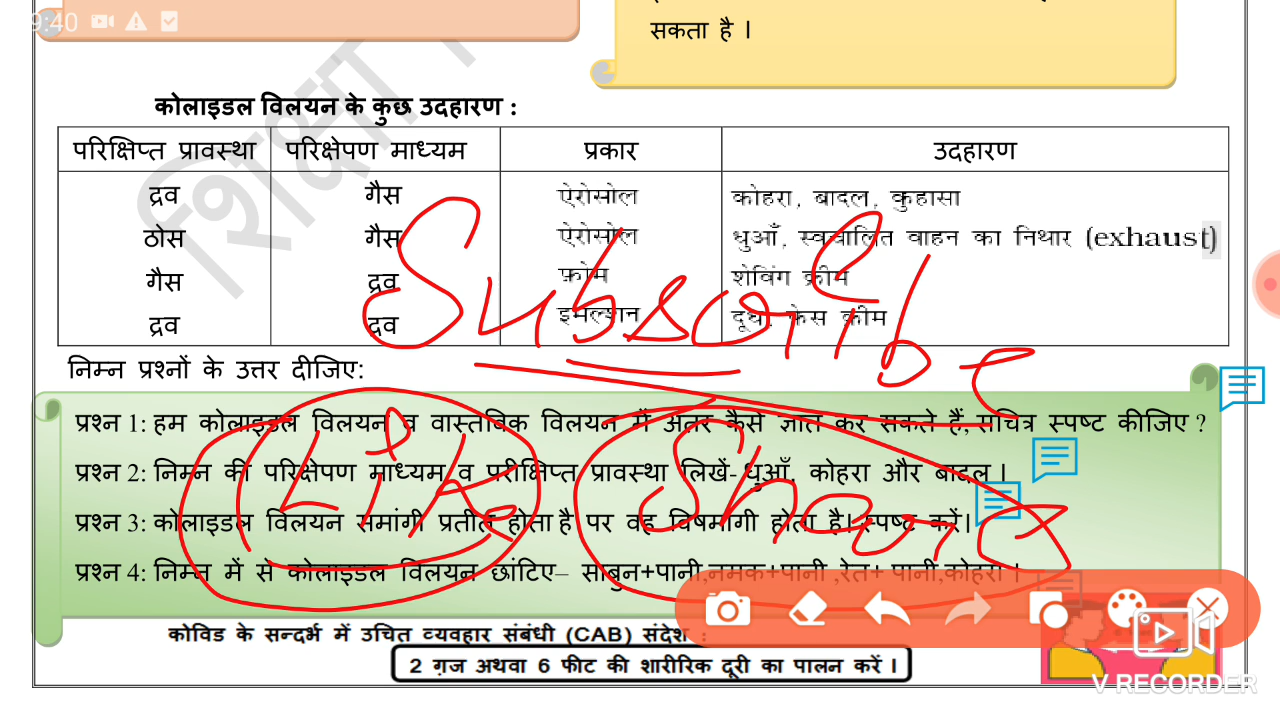 9:40
सकता है ।
शिक्षा
कोलाइडल विलयन के कुछ उदहारण :
परिक्षिप्त प्रावस्था परिक्षेपण माध्यम प्रकार उदहारण
द्रव गैस ऐरोसोल कोहरा, बादल, कुहासा
ठोस गैस ऐरोसोल धुआँ, स्वचालित वाहन का निथार (exhaust)
गैस द्रव फ़ोम शेविंग क्रीम
द्रव द्रव इमल्शन दूध, फेस क्रीम
Subscribe
निम्न प्रश्नों के उत्तर दीजिए:
प्रश्न 1: हम कोलाइडल विलयन व वास्तविक विलयन में अंतर कैसे ज्ञात कर सकते हैं, सचित्र स्पष्ट कीजिए ?
प्रश्न 2: निम्न की परिक्षेपण माध्यम व परीक्षिप्त प्रावस्था लिखें- धुआँ, कोहरा और बादल ।
Like Share
प्रश्न 3: कोलाइडल विलयन समांगी प्रतीत होता है पर वह विषमांगी होता है। स्पष्ट करें।
प्रश्न 4: निम्न में से कोलाइडल विलयन छांटिए– साबुन+पानी,नमक+पानी ,रेत+ पानी,कोहरा ।
कोविड के सन्दर्भ में उचित व्यवहार संबंधी (CAB) संदेश :
2 ग़ज अथवा 6 फीट की शारीरिक दूरी का पालन करें ।
V RECORDER